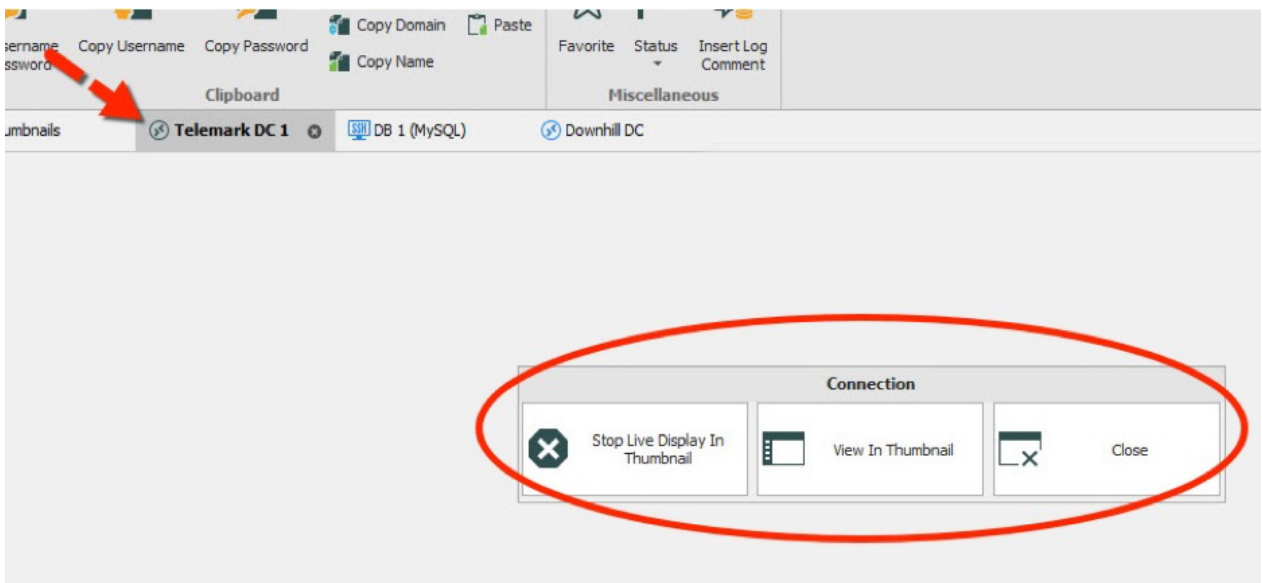 Copy Domain Paste
Copy Username Copy Password Favorite Status Insert Log
Copy Name Comment
Clipboard Miscellaneous
Telemark DC 1 DB 1 (MySQL) Downhill DC
Connection
Stop Live Display In
Thumbnail
View In Thumbnail
Close